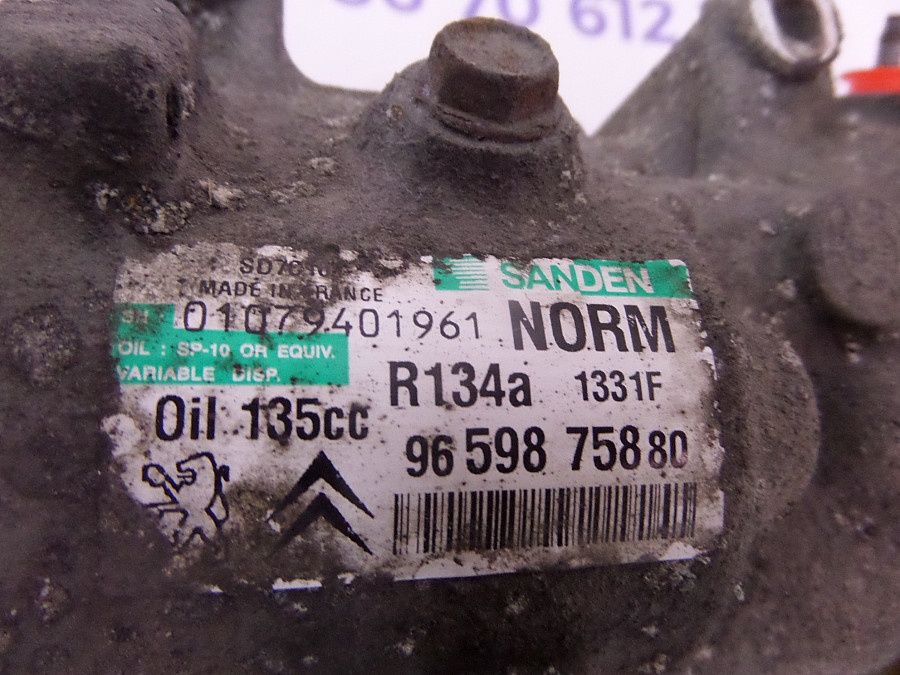 612
SANDEN
MADE IN FRANCE
01079401961
NORM
OIL : SP-10 OR EQUIV.
VARIABLE DISP.
R134a 1331F
Oil 135cc
96 598 758 80